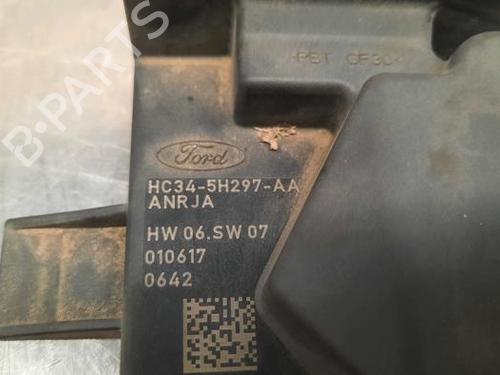 >PBT GF30<
Ford
HC34-5H297-AA
ANRJA
HW 06.SW 07
010617
0642
B-PARTS